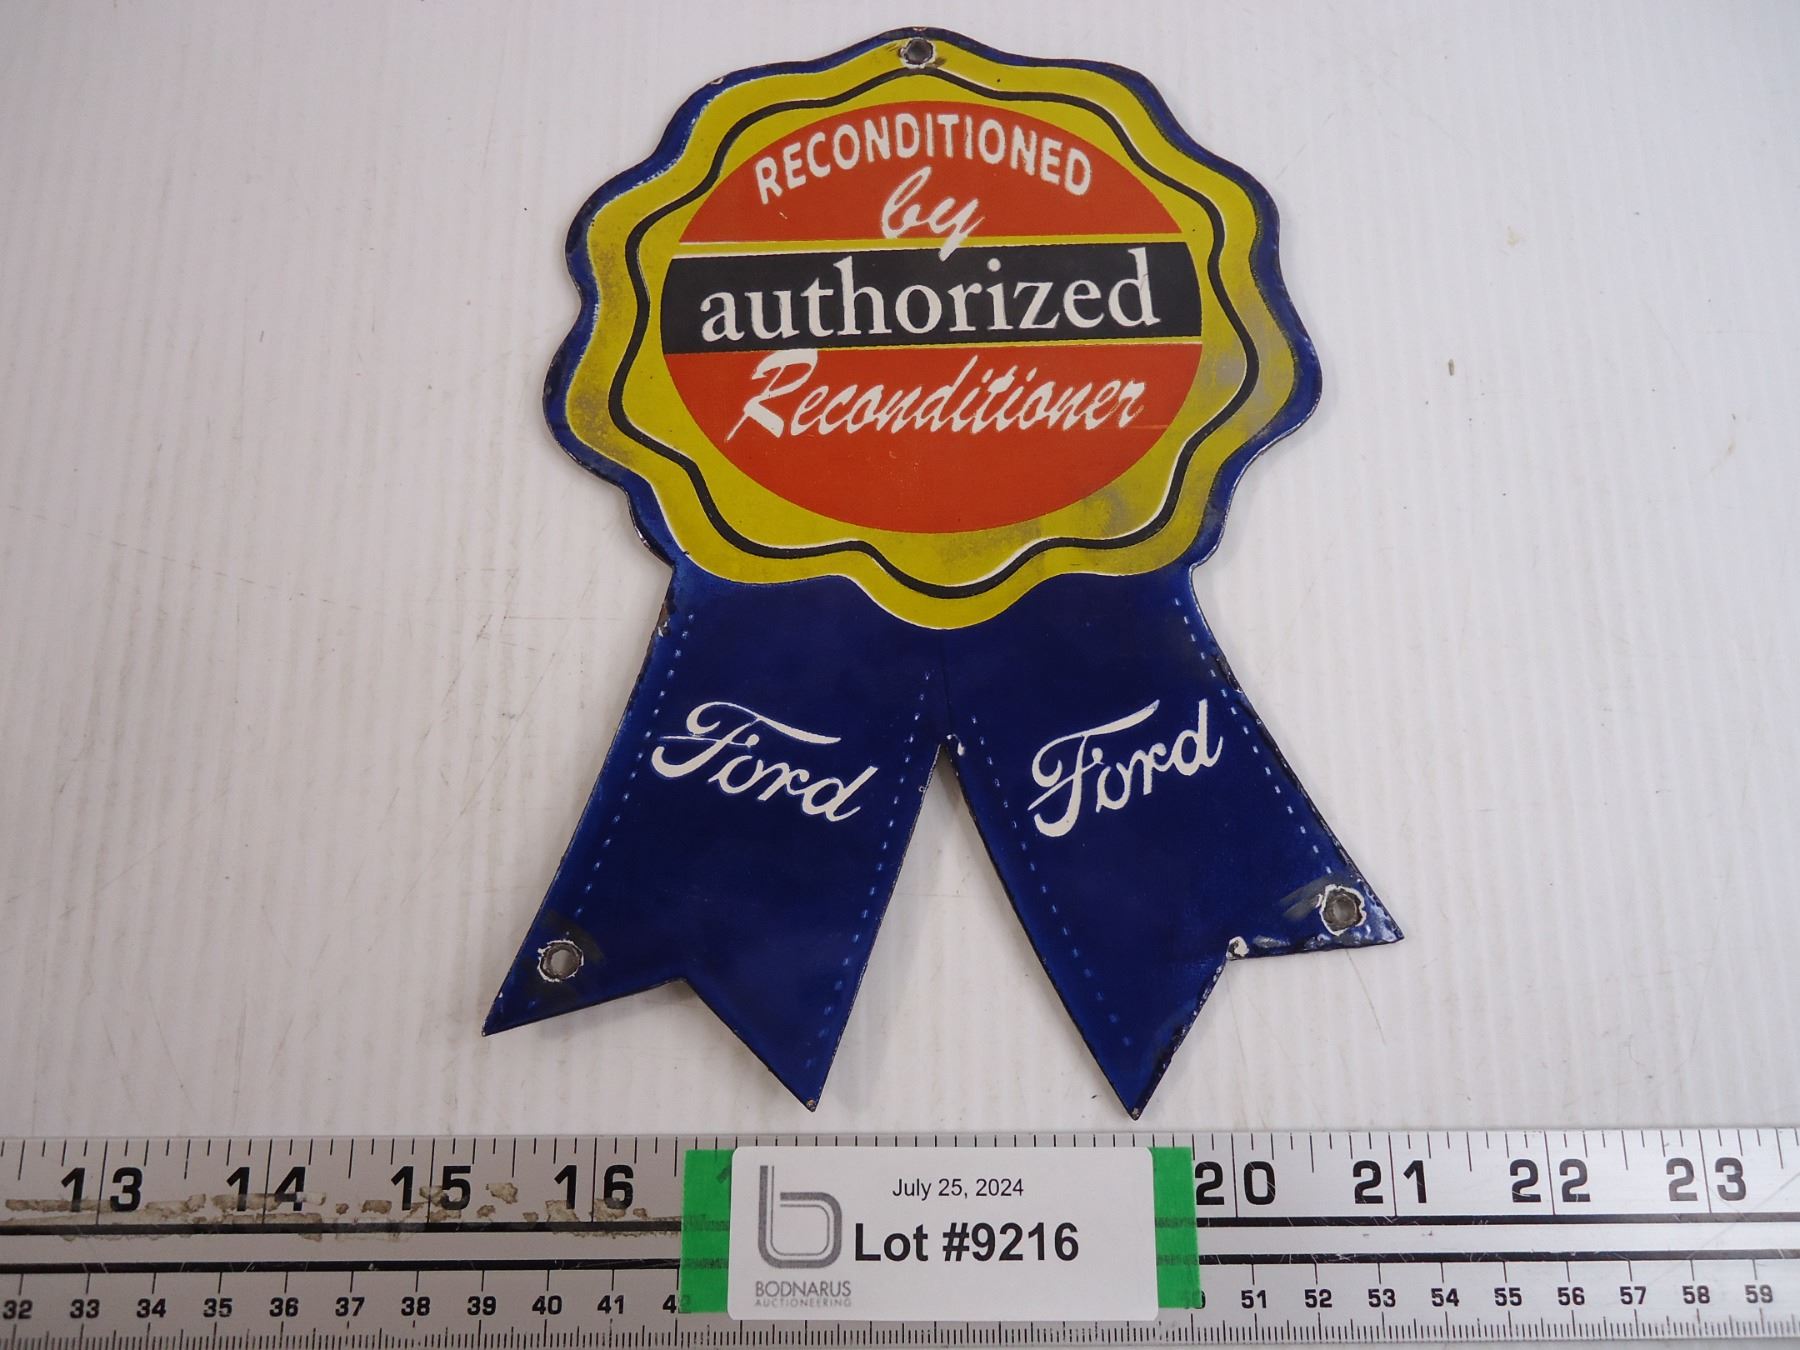 RECONDITIONED
by
authorized
Reconditioner
Ford Ford
13 14 15 16 20 21 22 23
July 25, 2024
Lot #9216
BODNARUS
AUCTIONEERING
32 33 34 35 36 37 38 39 40 41 51 52 53 54 55 56 57 58 59